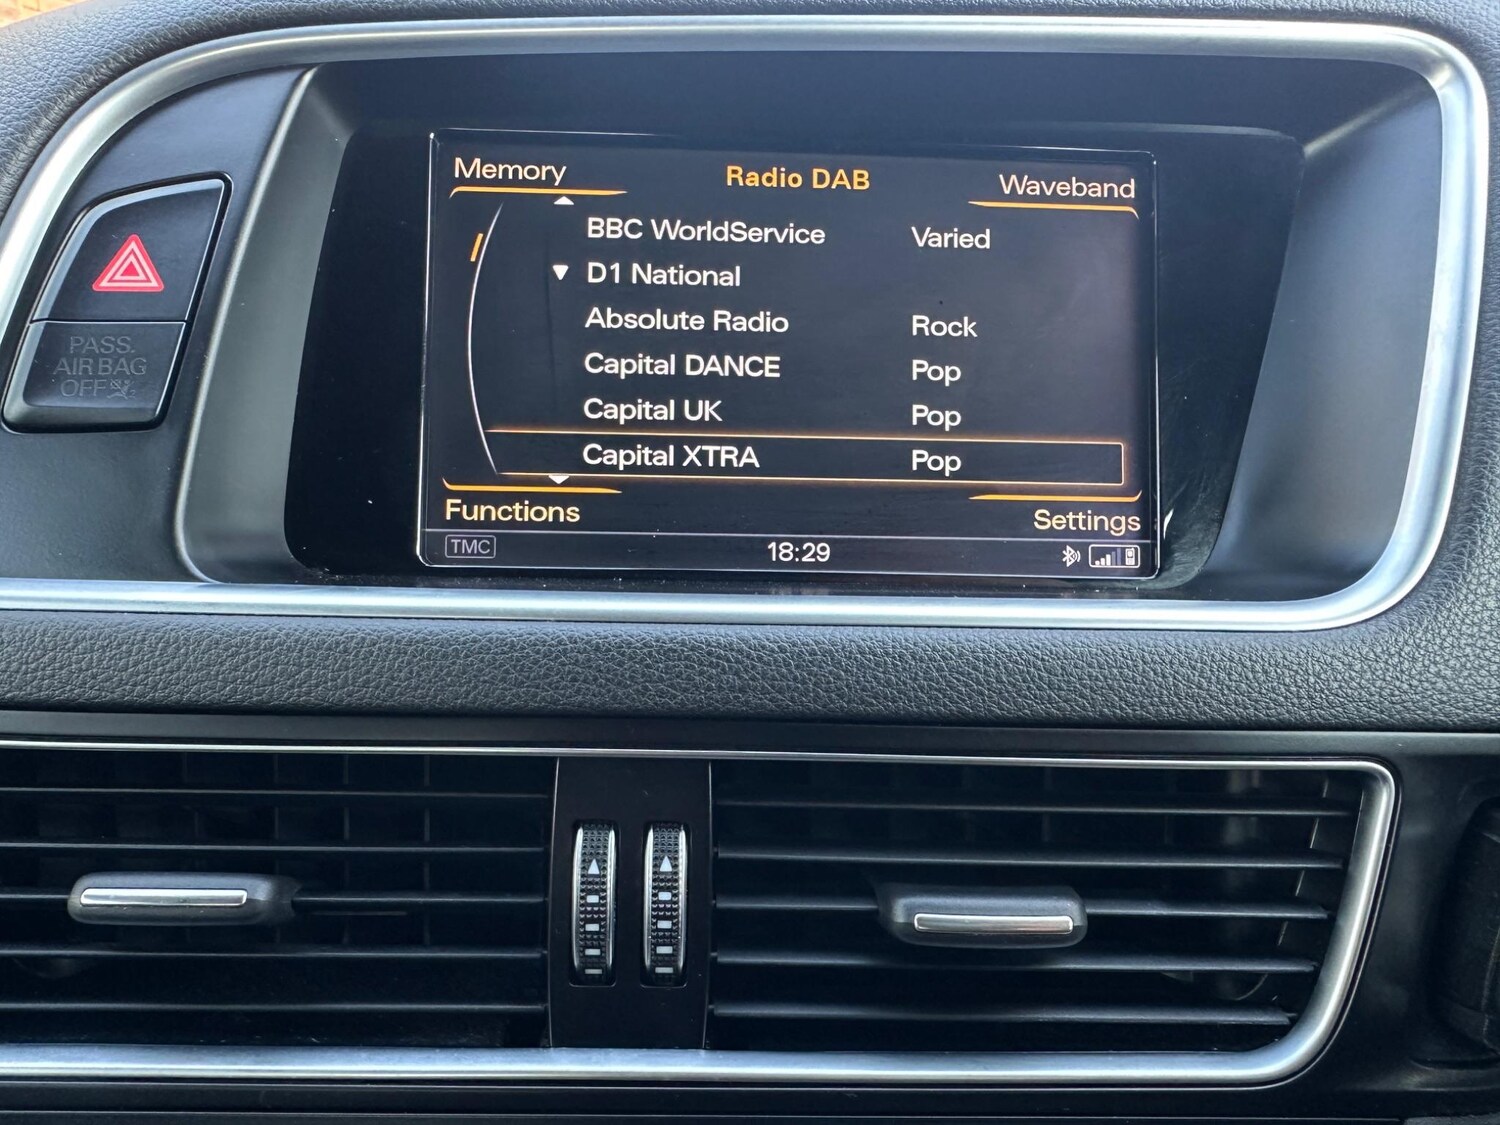 Memory Radio DAB Waveband
BBC WorldService Varied
D1 National
Absolute Radio Rock
Capital DANCE Pop
Capital UK Pop
Capital XTRA Pop
Functions Settings
TMC 18:29
PASS.
AIR BAG
OFF